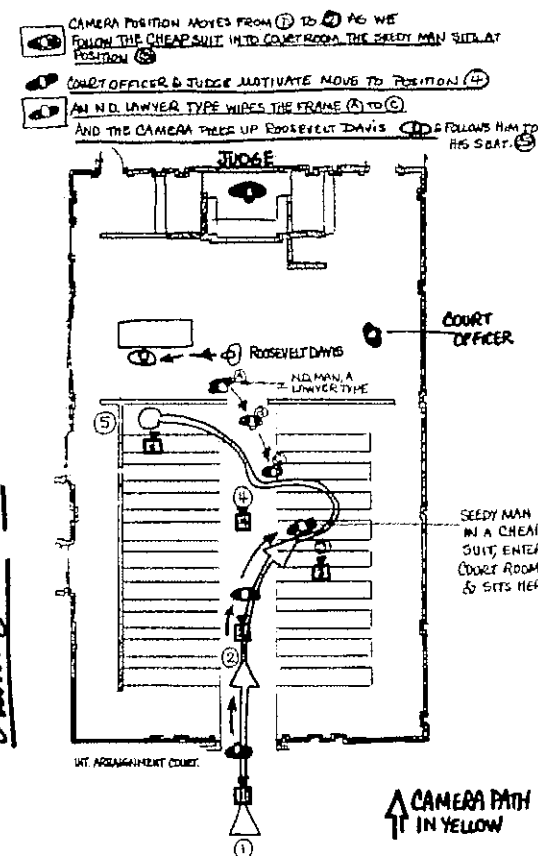 CAMERA POSITION MOVES FROM ① TO ② AS WE
FOLLOW THE CHEAP SUIT INTO COURTROOM. THE SEEDY MAN SITS AT
POSITION ③
COURT OFFICER & JUDGE MOTIVATE MOVE TO POSITION ④
AN N.D. LAWYER TYPE WIPES THE FRAME Ⓐ TO Ⓒ
AND THE CAMERA PICKS UP ROOSEVELT DAVIS & FOLLOWS HIM TO
HIS SEAT. ⑤
JUDGE
COURT
OFFICER
ROOSEVELT DAVIS
N.D. MAN, A
LAWYER TYPE
⑤
④
SEEDY MAN
IN A CHEAP
SUIT, ENTER
COURT ROOM
& SITS HER
②
INT. ARRAIGNMENT COURT.
①
CAMERA PATH
IN YELLOW